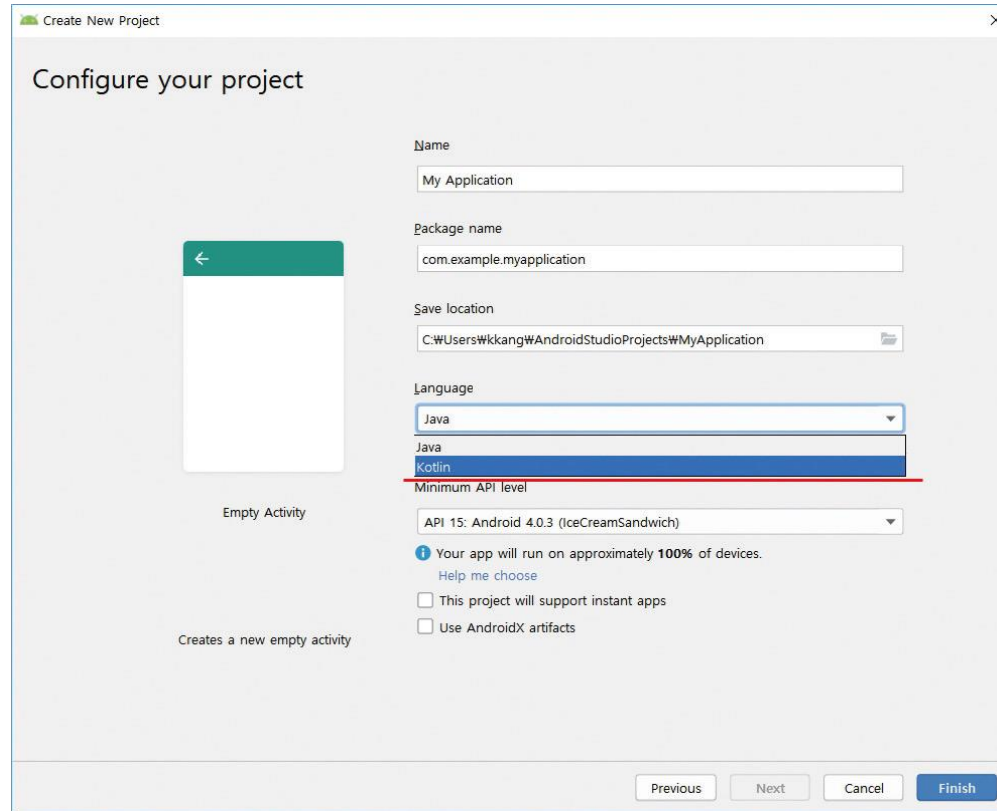 Create New Project
Configure your project
Name
My Application
Package name
com.example.myapplication
Save location
C:₩Users₩kkang₩AndroidStudioProjects₩MyApplication
Language
Java
Java
Kotlin
Minimum API level
API 15: Android 4.0.3 (IceCreamSandwich)
Your app will run on approximately 100% of devices.
Help me choose
This project will support instant apps
Use AndroidX artifacts
Empty Activity
Creates a new empty activity
Previous
Next
Cancel
Finish